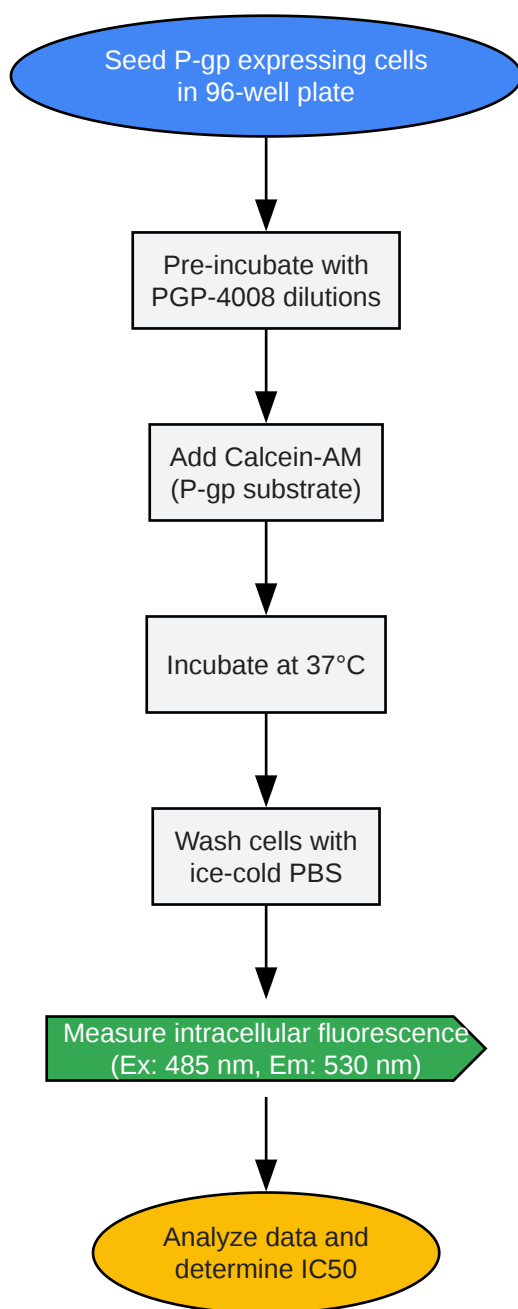 Seed P-gp expressing cells
in 96-well plate
Pre-incubate with
PGP-4008 dilutions
Add Calcein-AM
(P-gp substrate)
Incubate at 37°C
Wash cells with
ice-cold PBS
Measure intracellular fluorescence
(Ex: 485 nm, Em: 530 nm)
Analyze data and
determine IC50